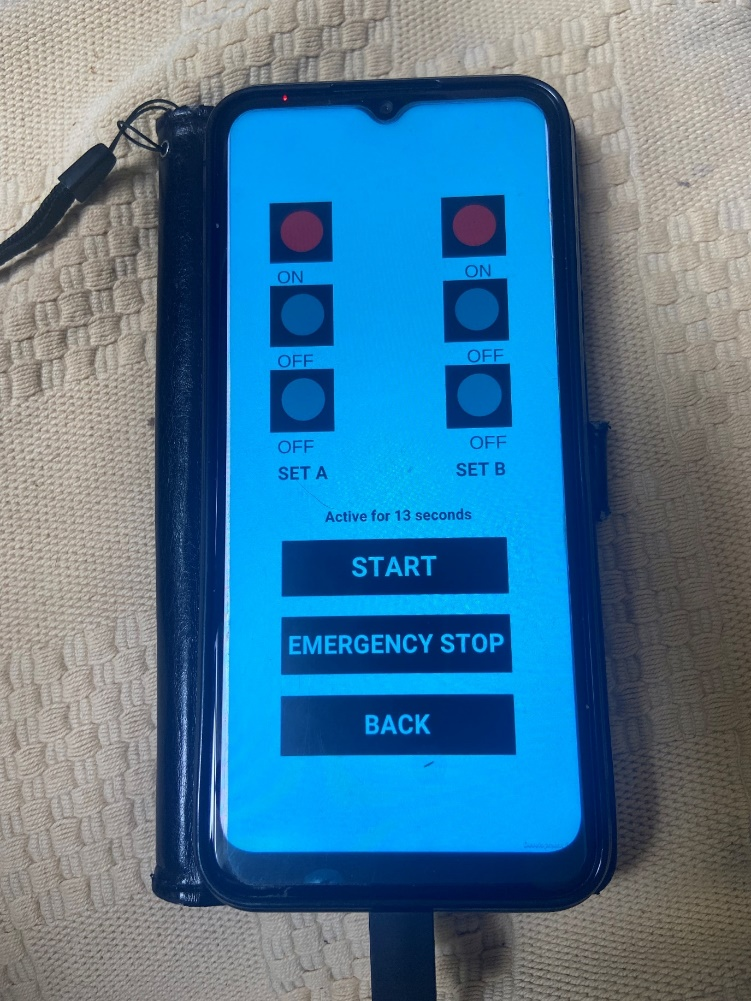 ON ON
OFF OFF
OFF OFF
SET A SET B
Active for 13 seconds
START
EMERGENCY STOP
BACK